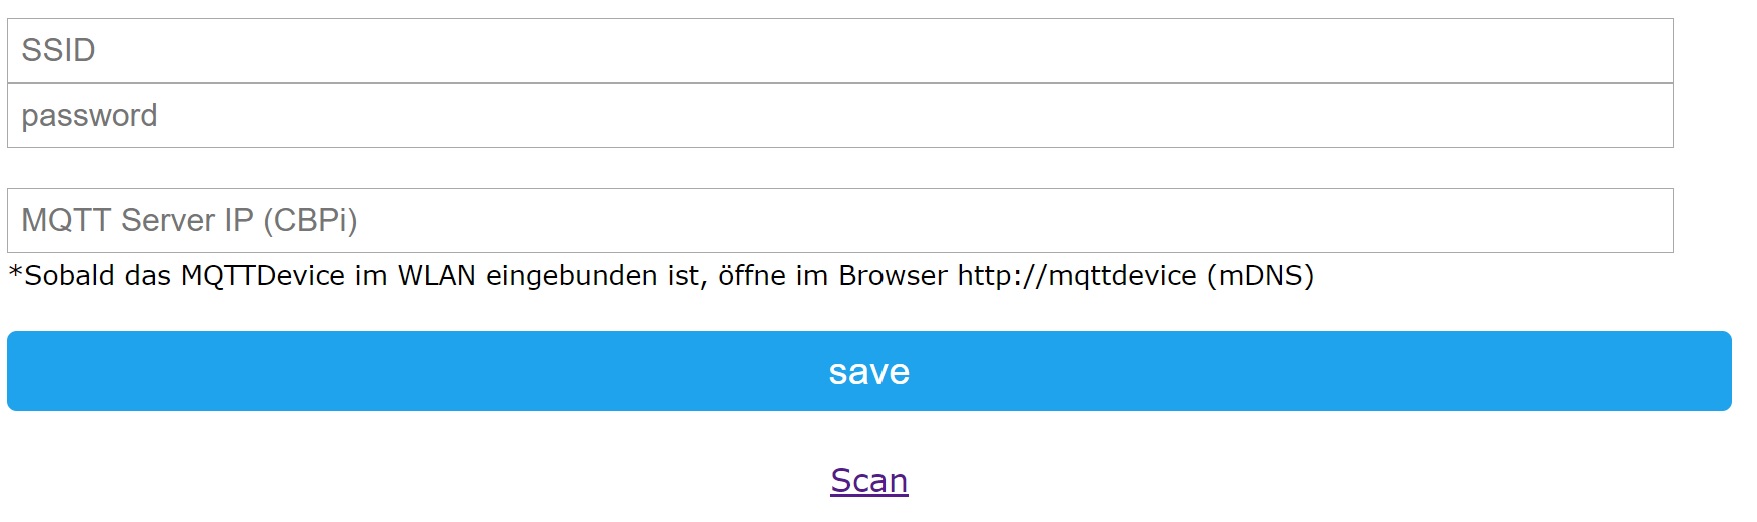 SSID
password
MQTT Server IP (CBPi)
*Sobald das MQTTDevice im WLAN eingebunden ist, öffne im Browser http://mqttdevice (mDNS)
save
Scan